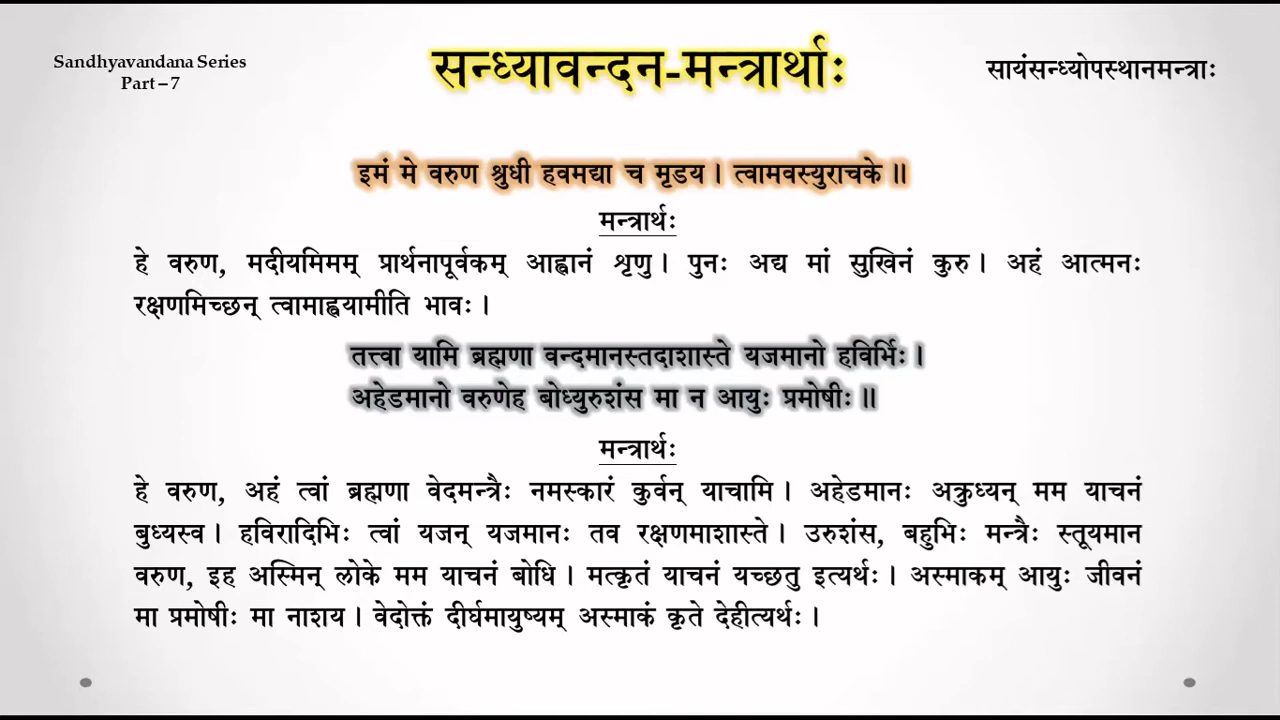 Sandhyavandana Series
Part – 7
सन्ध्यावन्दन-मन्त्रार्थाः
सायंसन्ध्योपस्थानमन्त्राः
इमं मे वरुण श्रुधी हवमद्या च मृडय । त्वामवस्युराचके ॥
मन्त्रार्थः
हे वरुण, मदीयमिमम् प्रार्थनापूर्वकम् आह्वानं शृणु । पुनः अद्य मां सुखिनं कुरु । अहं आत्मनः
रक्षणमिच्छन् त्वामाह्वयामीति भावः ।
तत्त्वा यामि ब्रह्मणा वन्दमानस्तदाशास्ते यजमानो हविर्भिः ।
अहेडमानो वरुणेह बोध्युरुशंस मा न आयुः प्रमोषीः ॥
मन्त्रार्थः
हे वरुण, अहं त्वां ब्रह्मणा वेदमन्त्रैः नमस्कारं कुर्वन् याचामि । अहेडमानः अक्रुध्यन् मम याचनं
बुध्यस्व । हविरादिभिः त्वां यजन् यजमानः तव रक्षणमाशास्ते । उरुशंस, बहुभिः मन्त्रैः स्तूयमान
वरुण, इह अस्मिन् लोके मम याचनं बोधि । मत्कृतं याचनं यच्छतु इत्यर्थः । अस्माकम् आयुः जीवनं
मा प्रमोषीः मा नाशय । वेदोक्तं दीर्घमायुष्यम् अस्माकं कृते देहीत्यर्थः ।